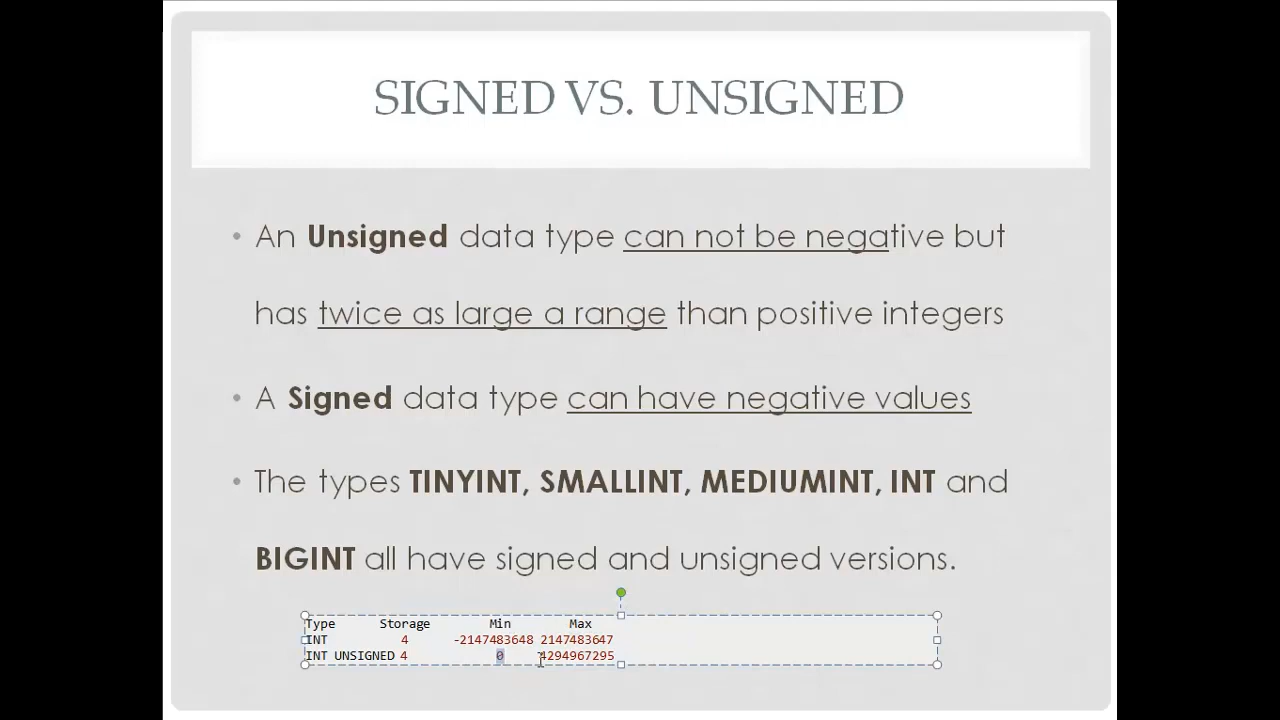 SIGNED VS. UNSIGNED
• An Unsigned data type can not be negative but
has twice as large a range than positive integers
• A Signed data type can have negative values
• The types TINYINT, SMALLINT, MEDIUMINT, INT and
BIGINT all have signed and unsigned versions.
Type Storage Min Max
INT 4 -2147483648 2147483647
INT UNSIGNED 4 0 4294967295